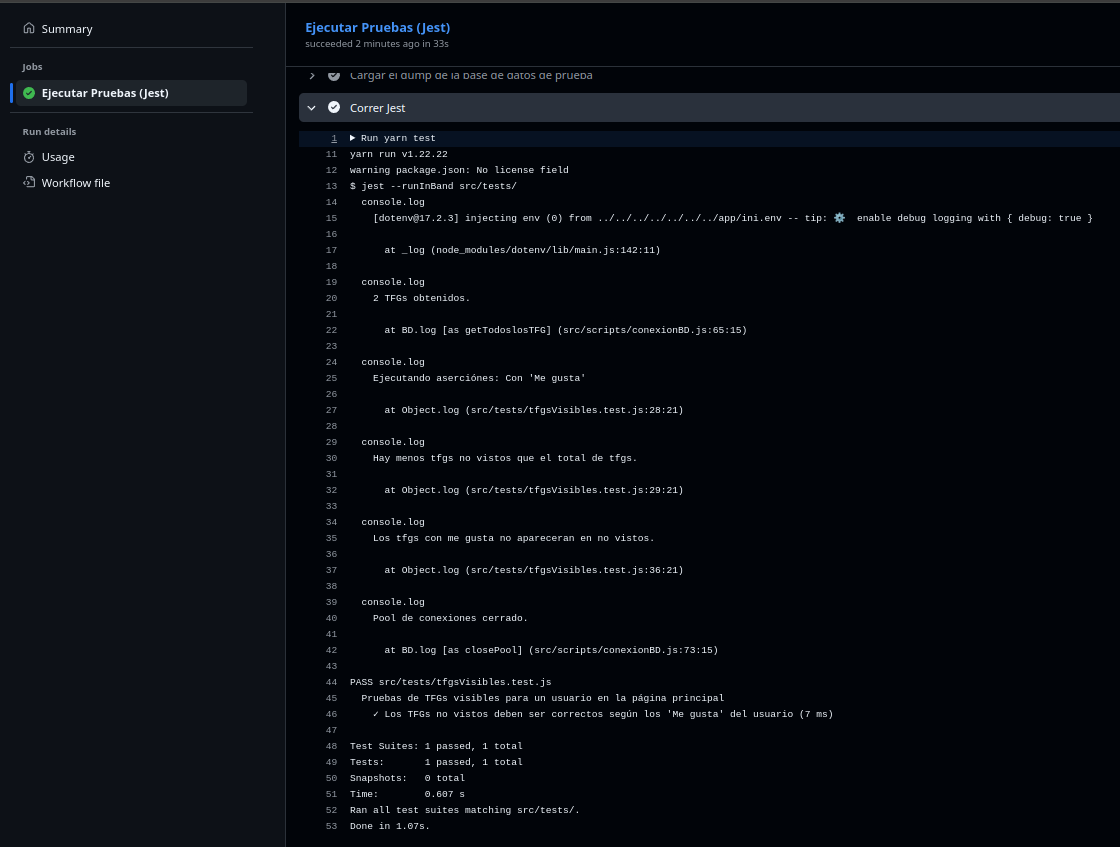 Summary
Jobs
Ejecutar Pruebas (Jest)
Run details
Usage
Workflow file
Ejecutar Pruebas (Jest)
succeeded 2 minutes ago in 33s
Cargar el dump de la base de datos de prueba
Correr Jest
1 Run yarn test
11 yarn run v1.22.22
12 warning package.json: No license field
13 $ jest --runInBand src/tests/
14 console.log
15 [dotenv@17.2.3] injecting env (0) from ../../../../../../../app/ini.env -- tip: ⚙️ enable debug logging with { debug: true }
16
17 at _log (node_modules/dotenv/lib/main.js:142:11)
18
19 console.log
20 2 TFGs obtenidos.
21
22 at BD.log [as getTodoslosTFG] (src/scripts/conexionBD.js:65:15)
23
24 console.log
25 Ejecutando aserciónes: Con 'Me gusta'
26
27 at Object.log (src/tests/tfgsVisibles.test.js:28:21)
28
29 console.log
30 Hay menos tfgs no vistos que el total de tfgs.
31
32 at Object.log (src/tests/tfgsVisibles.test.js:29:21)
33
34 console.log
35 Los tfgs con me gusta no apareceran en no vistos.
36
37 at Object.log (src/tests/tfgsVisibles.test.js:36:21)
38
39 console.log
40 Pool de conexiones cerrado.
41
42 at BD.log [as closePool] (src/scripts/conexionBD.js:73:15)
43
44 PASS src/tests/tfgsVisibles.test.js
45 Pruebas de TFGs visibles para un usuario en la página principal
46 ✓ Los TFGs no vistos deben ser correctos según los 'Me gusta' del usuario (7 ms)
47
48 Test Suites: 1 passed, 1 total
49 Tests: 1 passed, 1 total
50 Snapshots: 0 total
51 Time: 0.607 s
52 Ran all test suites matching src/tests/.
53 Done in 1.07s.